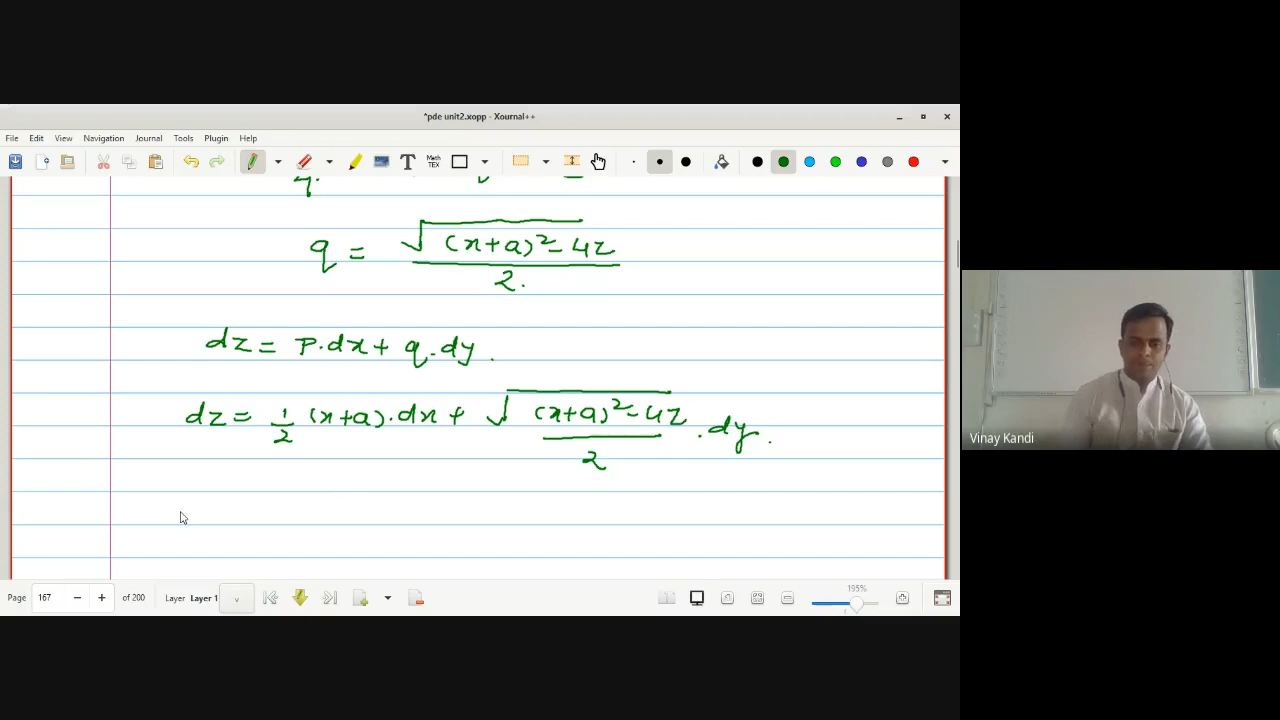 *pde unit2.xopp - Xournal++
File Edit View Navigation Journal Tools Plugin Help
q = √(x+a)²-4z / 2.
dz = P.dx + q.dy.
dz = 1/2 (x+a).dx + √(x+a)²-4z / 2 . dy.
Vinay Kandi
Page 167 of 200 Layer Layer 1 195%